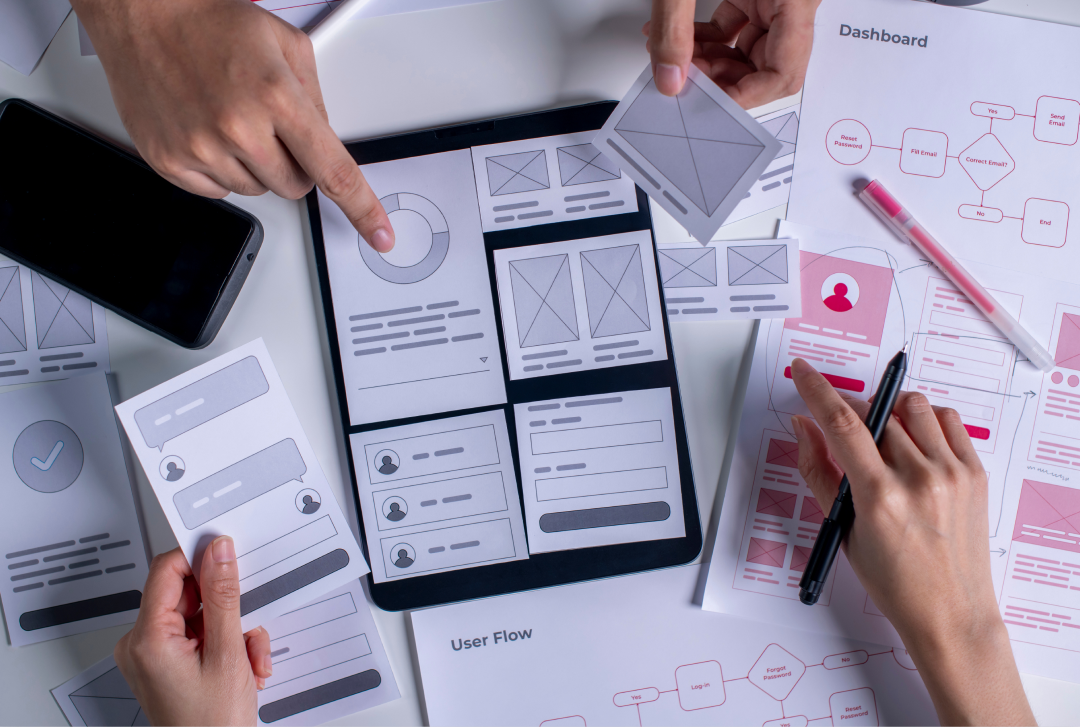 Dashboard
Yes
Send
Email
Reset
Password
Fill Email
Correct Email?
No
End
User Flow
Forgot
Password
No
Log-in
Yes
Reset
Password
Yes